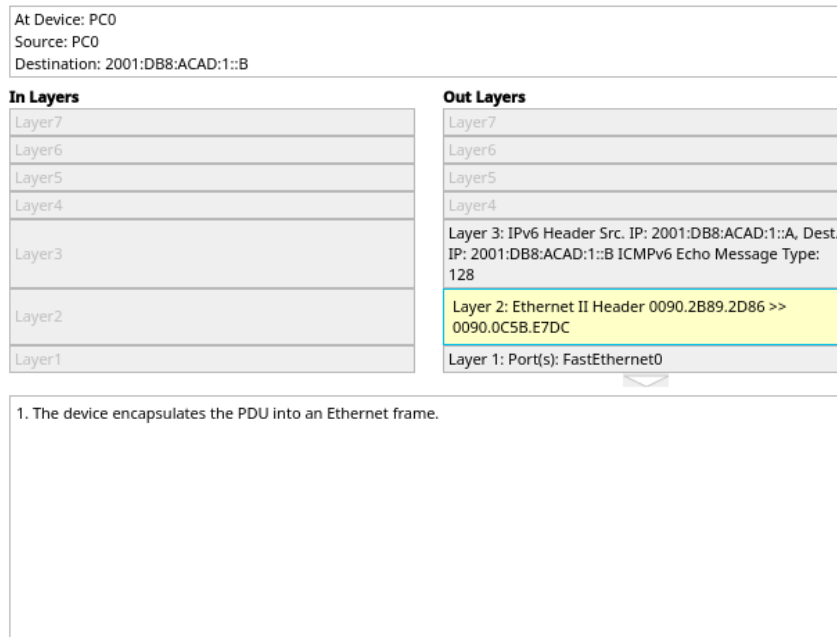 At Device: PC0
Source: PC0
Destination: 2001:DB8:ACAD:1::B
In Layers
Layer7
Layer6
Layer5
Layer4
Layer3
Layer2
Layer1
Out Layers
Layer7
Layer6
Layer5
Layer4
Layer 3: IPv6 Header Src. IP: 2001:DB8:ACAD:1::A, Dest.
IP: 2001:DB8:ACAD:1::B ICMPv6 Echo Message Type:
128
Layer 2: Ethernet II Header 0090.2B89.2D86 >>
0090.0C5B.E7DC
Layer 1: Port(s): FastEthernet0
1. The device encapsulates the PDU into an Ethernet frame.